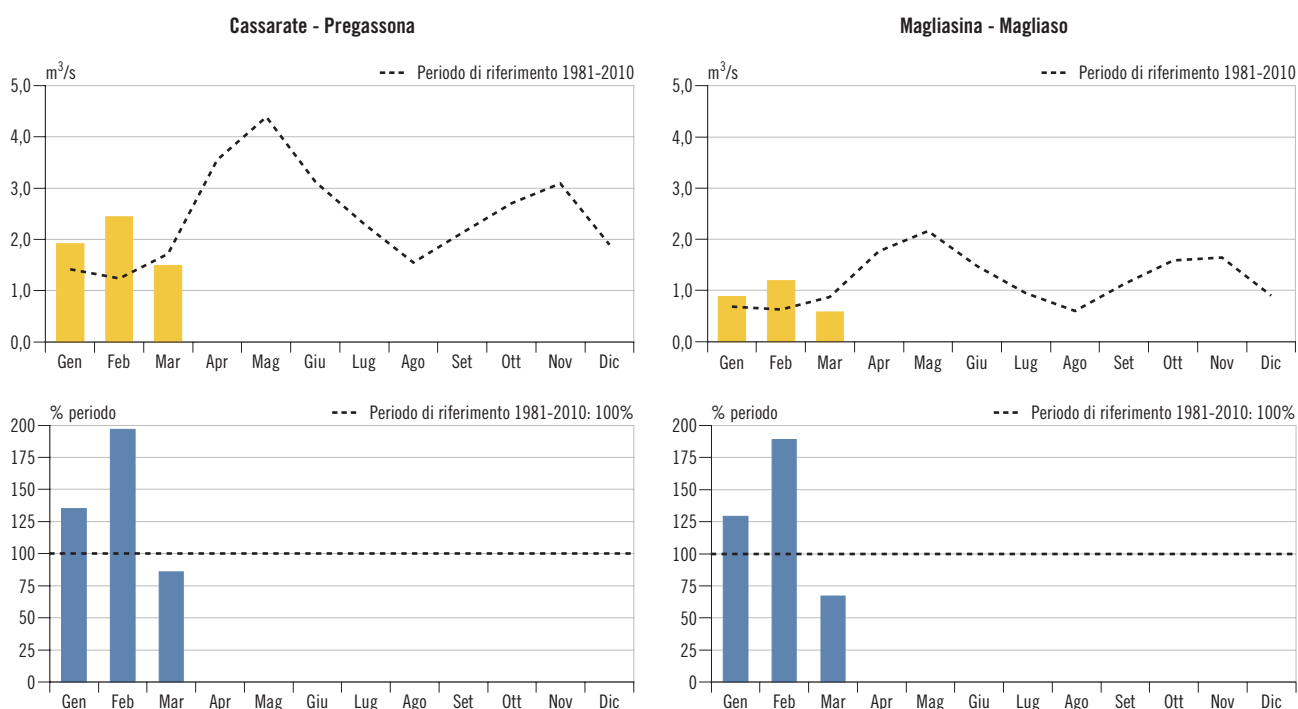 Cassarate - Pregassona
m³/s
--- Periodo di riferimento 1981-2010
5,0
4,0
3,0
2,0
1,0
0,0
Gen Feb Mar Apr Mag Giu Lug Ago Set Ott Nov Dic
Magliasina - Magliaso
m³/s
--- Periodo di riferimento 1981-2010
5,0
4,0
3,0
2,0
1,0
0,0
Gen Feb Mar Apr Mag Giu Lug Ago Set Ott Nov Dic
% periodo
--- Periodo di riferimento 1981-2010: 100%
200
175
150
125
100
75
50
25
0
Gen Feb Mar Apr Mag Giu Lug Ago Set Ott Nov Dic
% periodo
--- Periodo di riferimento 1981-2010: 100%
200
175
150
125
100
75
50
25
0
Gen Feb Mar Apr Mag Giu Lug Ago Set Ott Nov Dic